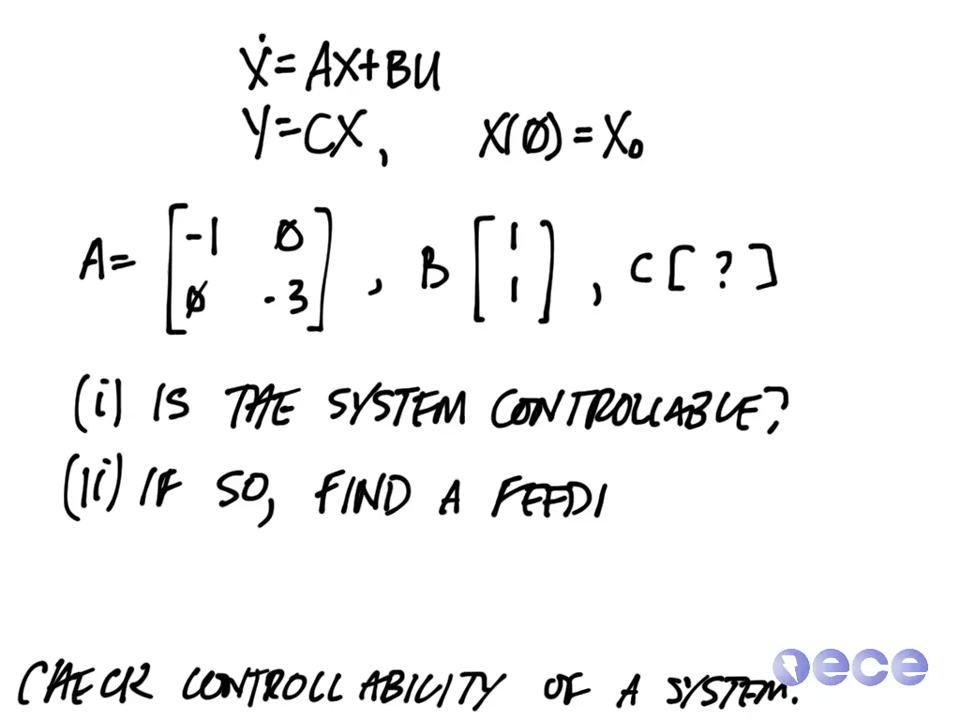 Ẋ = AX + BU
Y = CX, X(0) = X₀
A = [-1 0
0 -3], B [1
1], C [ ? ]
(i) IS THE SYSTEM CONTROLLABLE?
(ii) IF SO, FIND A FEEDI
CHECK CONTROLLABILITY OF A SYSTEM.
ece